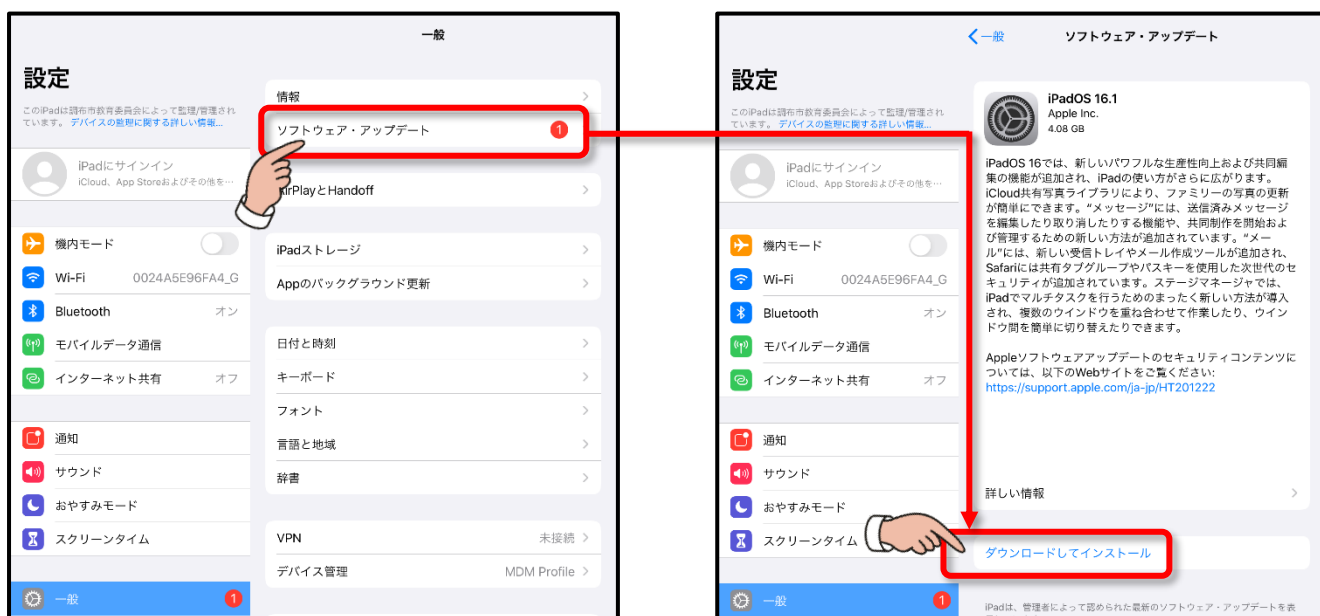 一般
設定
このiPadは調布市教育委員会によって監理/管理され
ています。デバイスの監理に関する詳しい情報...
iPadにサインイン
iCloud、App Storeおよびその他を…
機内モード
Wi-Fi 0024A5E96FA4_G
Bluetooth オン
モバイルデータ通信
インターネット共有 オフ
通知
サウンド
おやすみモード
スクリーンタイム
一般 1
情報
ソフトウェア・アップデート 1
AirPlayとHandoff
iPadストレージ
Appのバックグラウンド更新
日付と時刻
キーボード
フォント
言語と地域
辞書
VPN 未接続
デバイス管理 MDM Profile
一般 ソフトウェア・アップデート
設定
このiPadは調布市教育委員会によって監理/管理され
ています。デバイスの監理に関する詳しい情報...
iPadにサインイン
iCloud、App Storeおよびその他を…
機内モード
Wi-Fi 0024A5E96FA4_G
Bluetooth オン
モバイルデータ通信
インターネット共有 オフ
通知
サウンド
おやすみモード
スクリーンタイム
一般 1
iPadOS 16.1
Apple Inc.
4.08 GB
iPadOS 16では、新しいパワフルな生産性向上および共同編
集の機能が追加され、iPadの使い方がさらに広がります。
iCloud共有写真ライブラリにより、ファミリーの写真の更新
が簡単にできます。“メッセージ”には、送信済みメッセージ
を編集したり取り消したりする機能や、共同制作を開始およ
び管理するための新しい方法が追加されています。“メー
ル”には、新しい受信トレイやメール作成ツールが追加され、
Safariには共有タブグループやパスキーを使用した次世代のセ
キュリティが追加されています。ステージマネージャでは、
iPadでマルチタスクを行うためのまったく新しい方法が導入
され、複数のウインドウを重ね合わせて作業したり、ウイン
ドウ間を簡単に切り替えたりできます。
Appleソフトウェアアップデートのセキュリティコンテンツに
ついては、以下のWebサイトをご覧ください:
https://support.apple.com/ja-jp/HT201222
詳しい情報
ダウンロードしてインストール
iPadは、管理者によって認められた最新のソフトウェア・アップデートを表